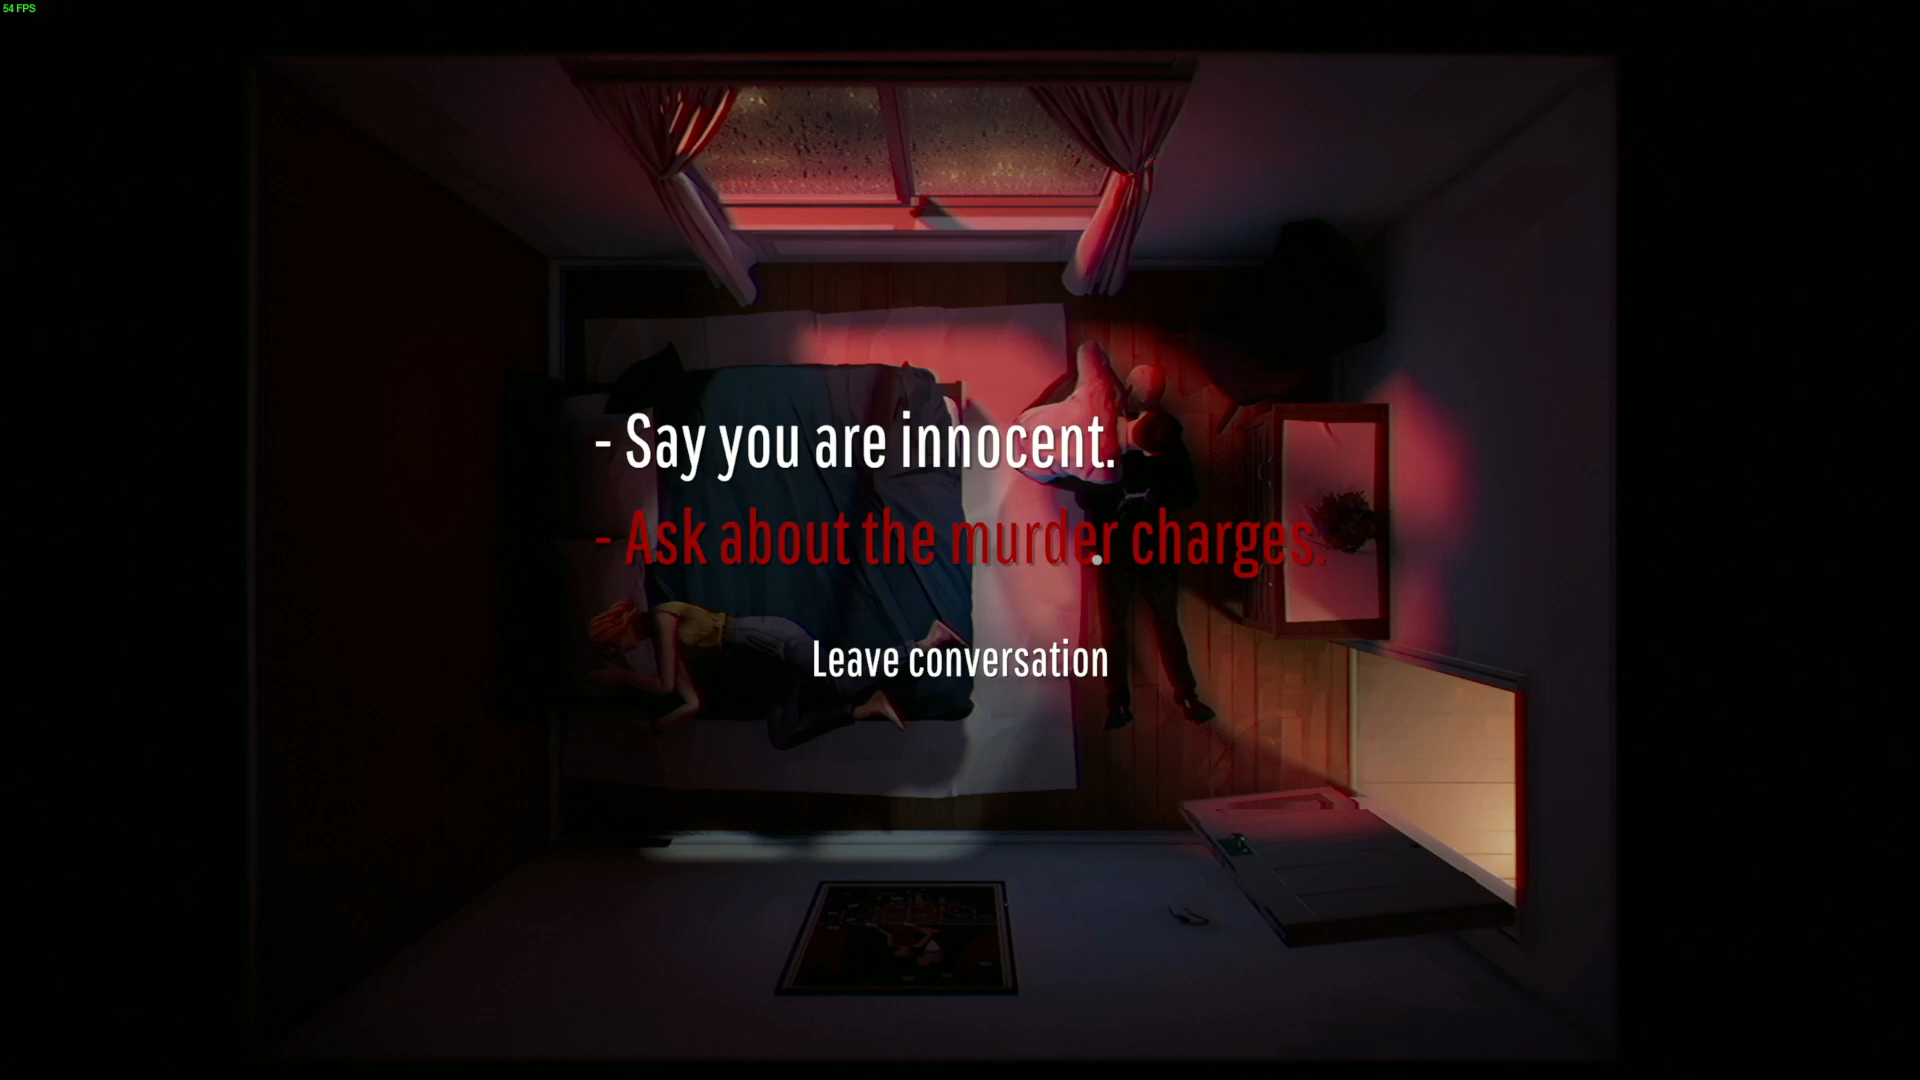 54 FPS
- Say you are innocent.
- Ask about the murder charges.
Leave conversation